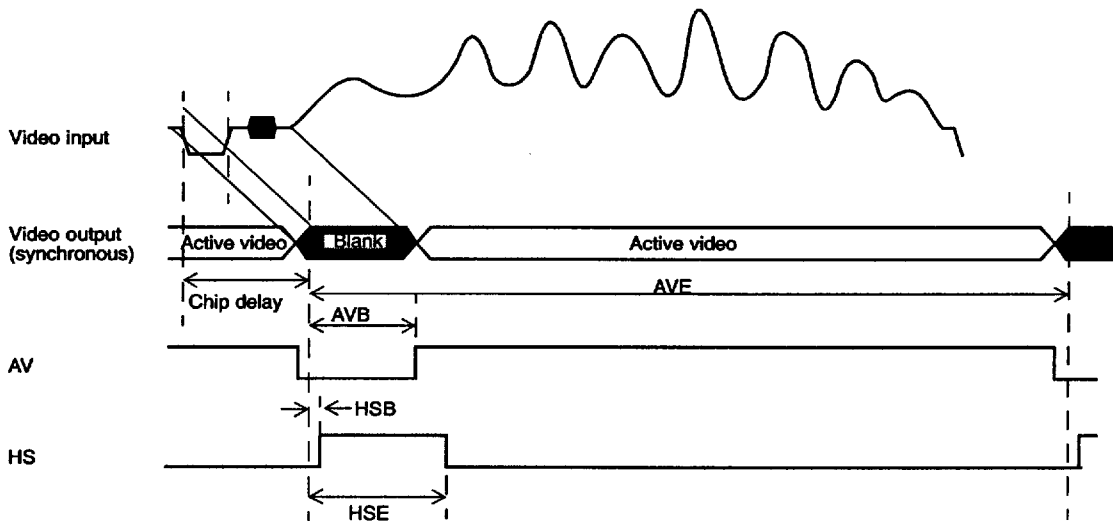 Video input
Video output
(synchronous)
Active video
Blank
Active video
Chip delay
AVE
AVB
AV
HSB
HS
HSE